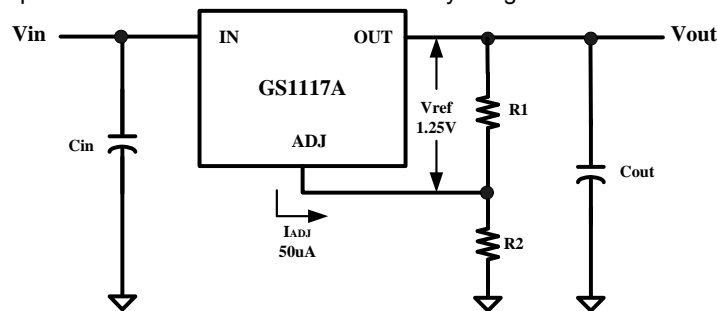 Vin
IN
OUT
Vout
GS1117A
Vref
1.25V
R1
ADJ
Cin
Cout
IADJ
50uA
R2